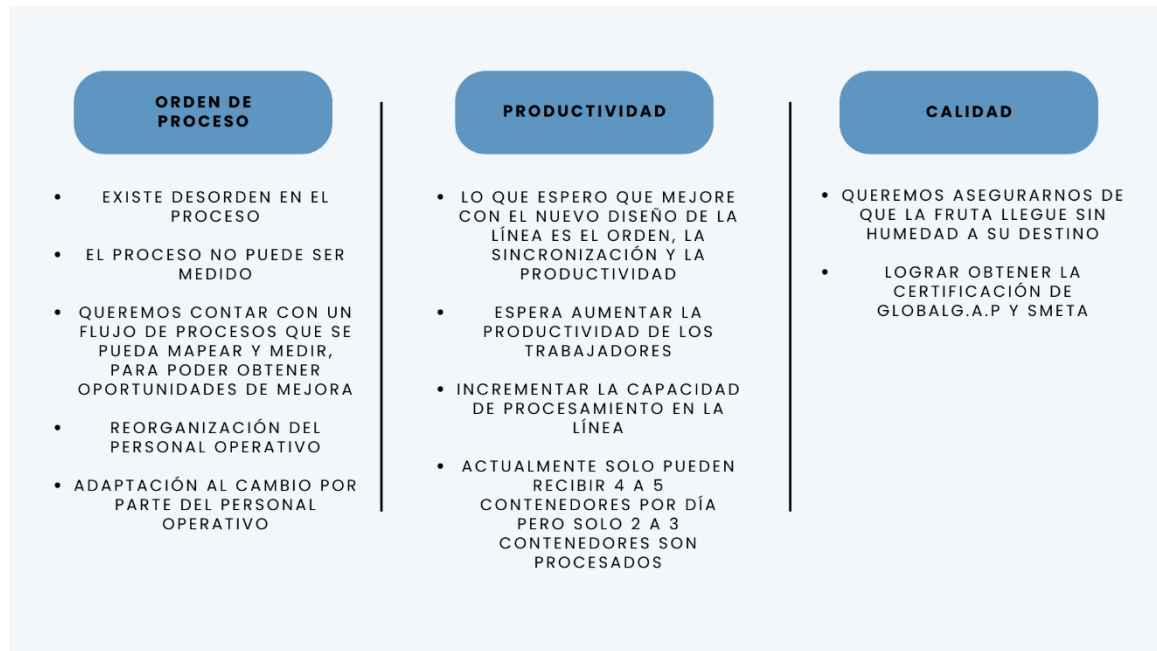 ORDEN DE
PROCESO
• EXISTE DESORDEN EN EL
PROCESO
• EL PROCESO NO PUEDE SER
MEDIDO
• QUEREMOS CONTAR CON UN
FLUJO DE PROCESOS QUE SE
PUEDA MAPEAR Y MEDIR,
PARA PODER OBTENER
OPORTUNIDADES DE MEJORA
• REORGANIZACIÓN DEL
PERSONAL OPERATIVO
• ADAPTACIÓN AL CAMBIO POR
PARTE DEL PERSONAL
OPERATIVO
PRODUCTIVIDAD
• LO QUE ESPERO QUE MEJORE
CON EL NUEVO DISEÑO DE LA
LÍNEA ES EL ORDEN, LA
SINCRONIZACIÓN Y LA
PRODUCTIVIDAD
• ESPERA AUMENTAR LA
PRODUCTIVIDAD DE LOS
TRABAJADORES
• INCREMENTAR LA CAPACIDAD
DE PROCESAMIENTO EN LA
LÍNEA
• ACTUALMENTE SOLO PUEDEN
RECIBIR 4 A 5
CONTENEDORES POR DÍA
PERO SOLO 2 A 3
CONTENEDORES SON
PROCESADOS
CALIDAD
• QUEREMOS ASEGURARNOS DE
QUE LA FRUTA LLEGUE SIN
HUMEDAD A SU DESTINO
• LOGRAR OBTENER LA
CERTIFICACIÓN DE
GLOBALG.A.P Y SMETA